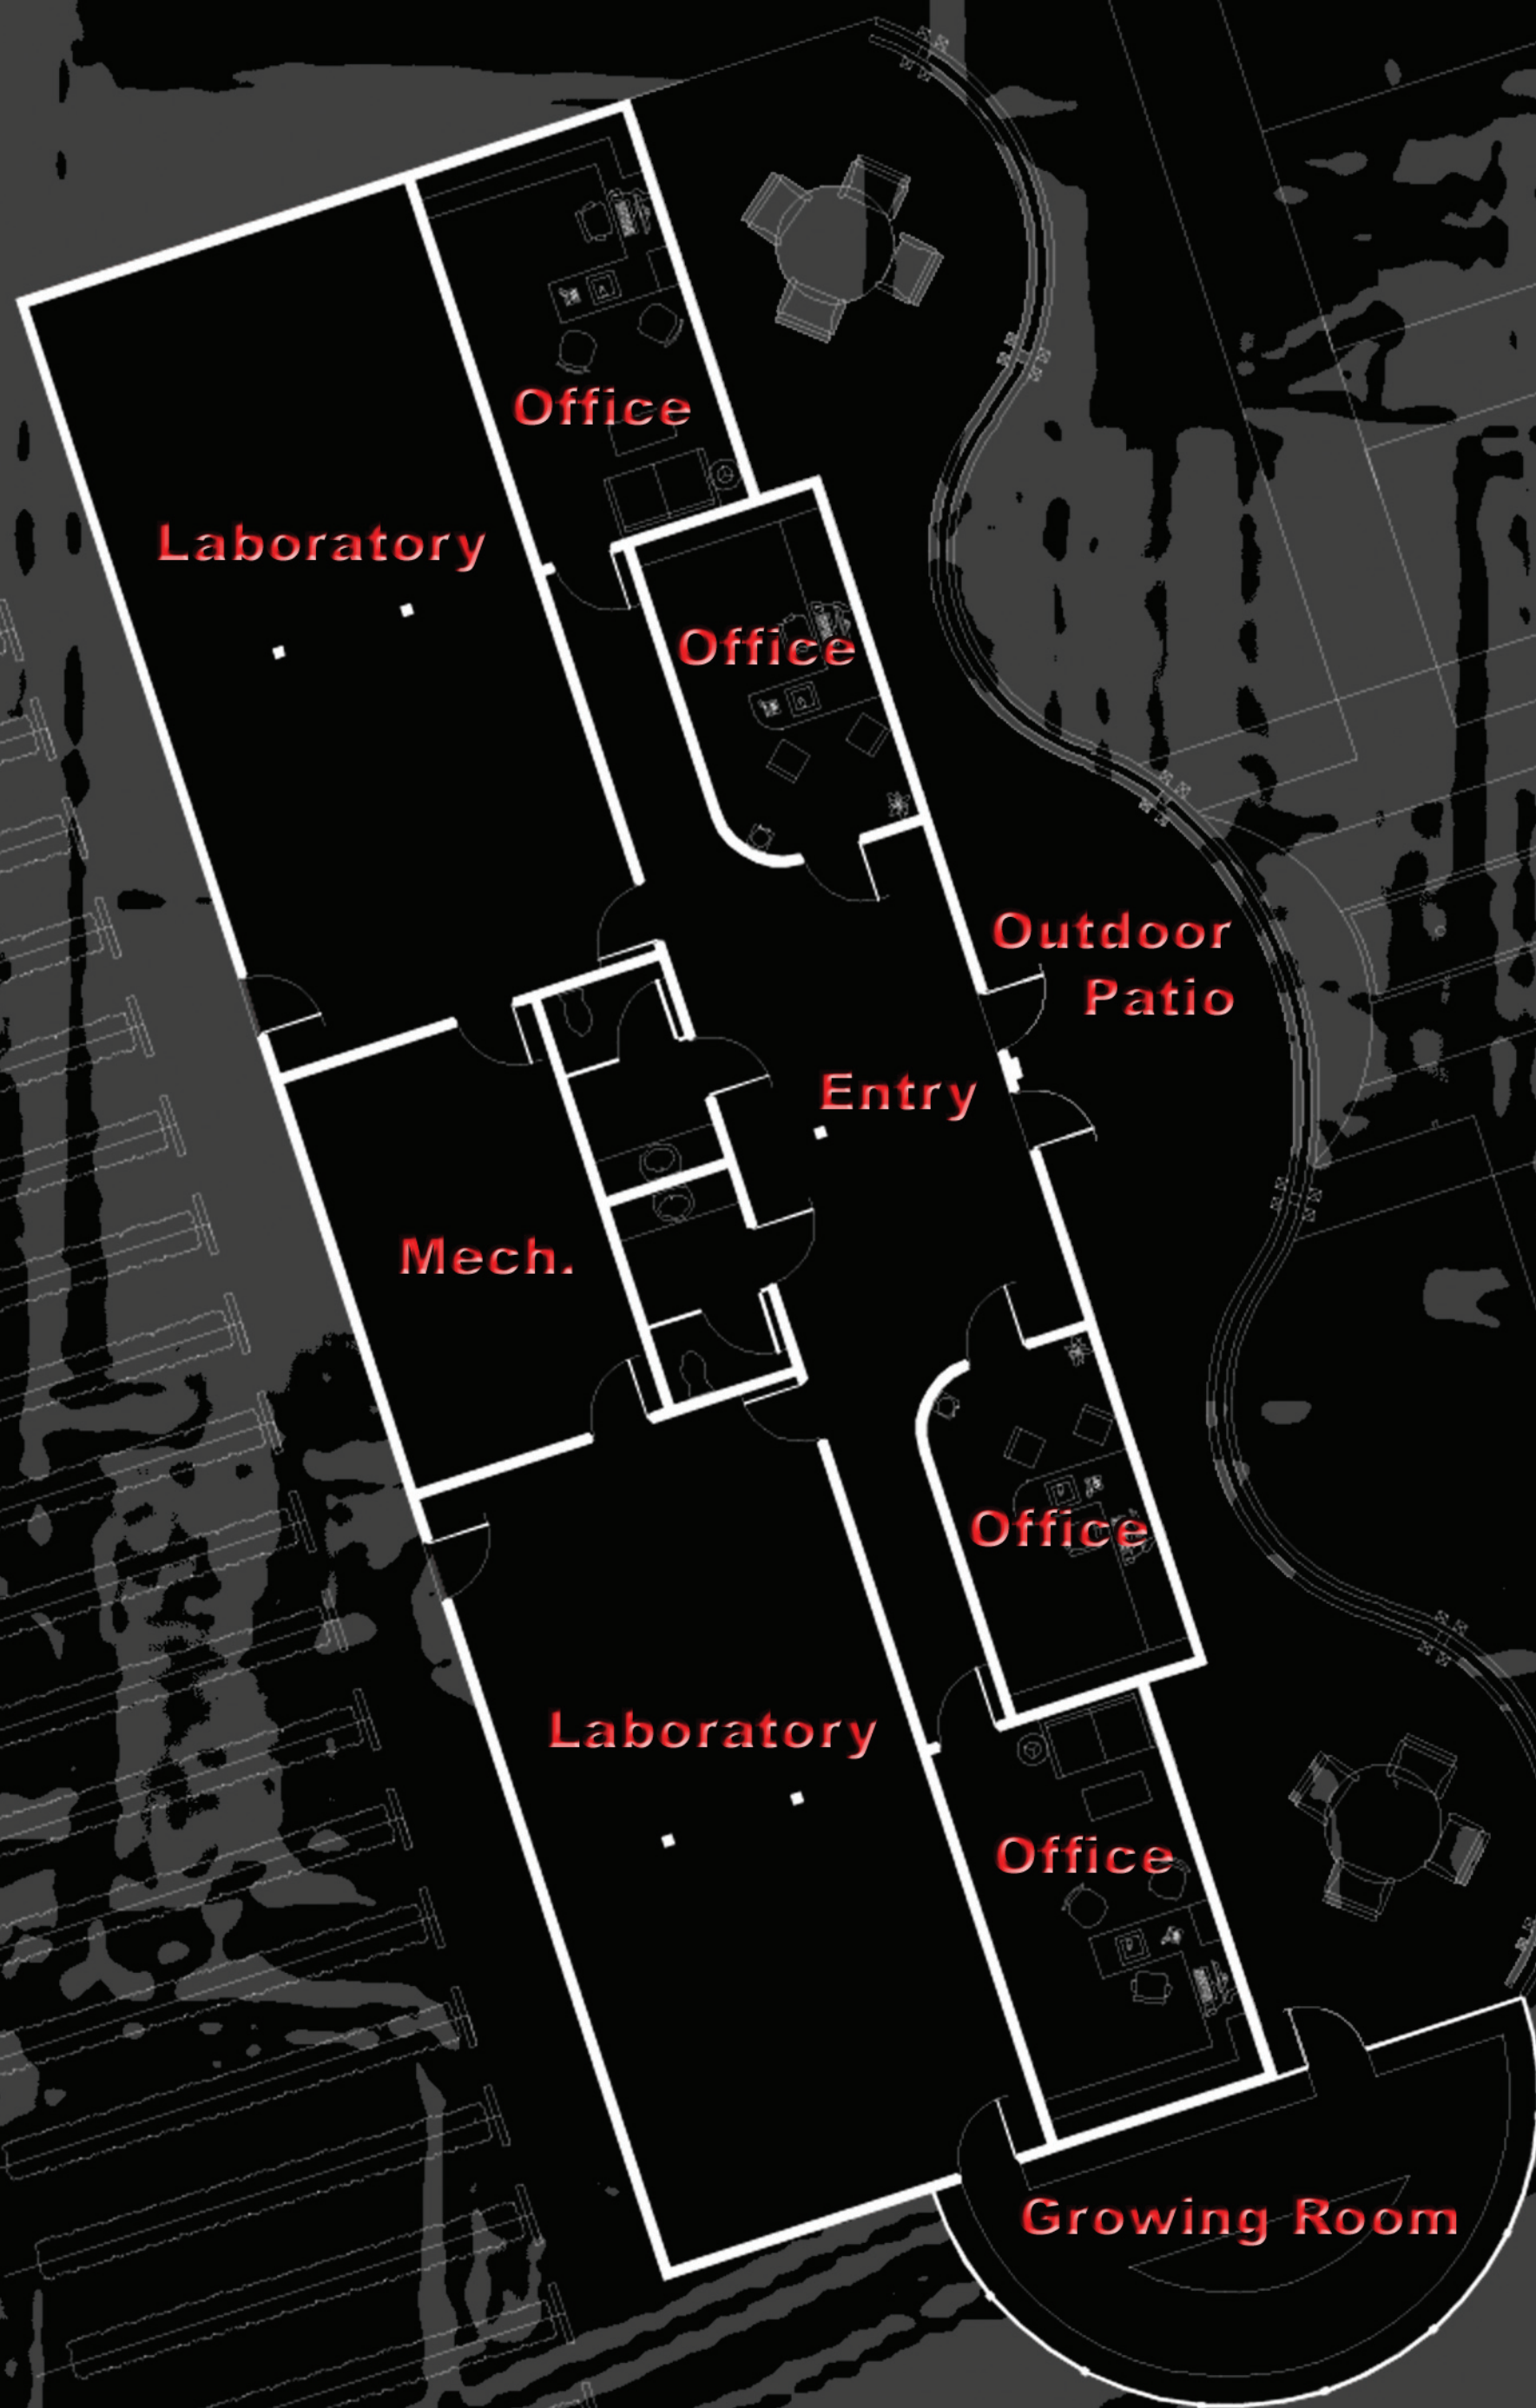 Office
Laboratory
Office
Outdoor
Patio
Entry
Mech.
Office
Laboratory
Office
Growing Room